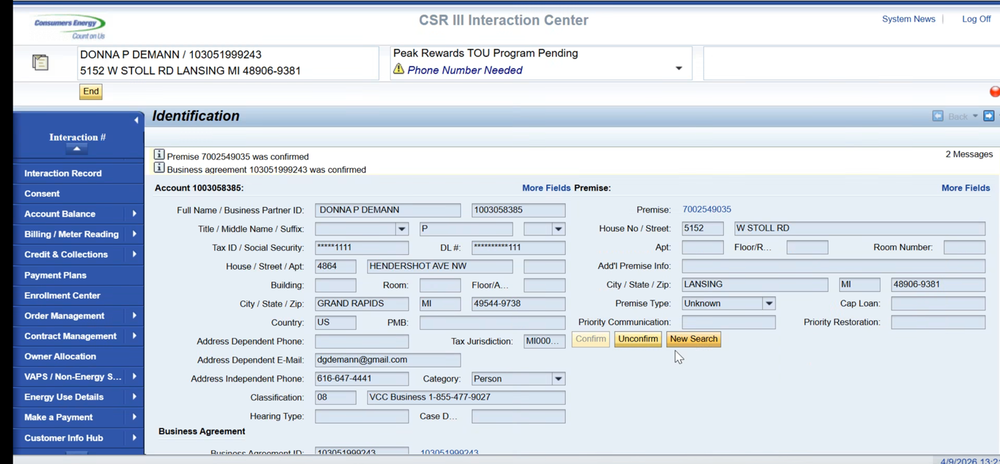 Consumers Energy
Count on Us
CSR III Interaction Center
System News | Log Off
DONNA P DEMANN / 103051999243
5152 W STOLL RD LANSING MI 48906-9381
Peak Rewards TOU Program Pending
Phone Number Needed
End
Identification
Back
Interaction #
Interaction Record
Consent
Account Balance
Billing / Meter Reading
Credit & Collections
Payment Plans
Enrollment Center
Order Management
Contract Management
Owner Allocation
VAPS / Non-Energy S...
Energy Use Details
Make a Payment
Customer Info Hub
Premise 7002549035 was confirmed
2 Messages
Business agreement 103051999243 was confirmed
Account 1003058385: More Fields
Full Name / Business Partner ID: DONNA P DEMANN 1003058385
Title / Middle Name / Suffix: P
Tax ID / Social Security: *****1111 DL #: **********111
House / Street / Apt: 4864 HENDERSHOT AVE NW
Building: Room: Floor/A...
City / State / Zip: GRAND RAPIDS MI 49544-9738
Country: US PMB:
Address Dependent Phone: Tax Jurisdiction: MI000...
Address Dependent E-Mail: dgdemann@gmail.com
Address Independent Phone: 616-647-4441 Category: Person
Classification: 08 VCC Business 1-855-477-9027
Hearing Type: Case D...
Business Agreement
Business Agreement ID: 103051999243 103051999243
Premise: More Fields
Premise: 7002549035
House No / Street: 5152 W STOLL RD
Apt: Floor/R... Room Number:
Add'l Premise Info:
City / State / Zip: LANSING MI 48906-9381
Premise Type: Unknown Cap Loan:
Priority Communication: Priority Restoration:
Confirm Unconfirm New Search
4/9/2026